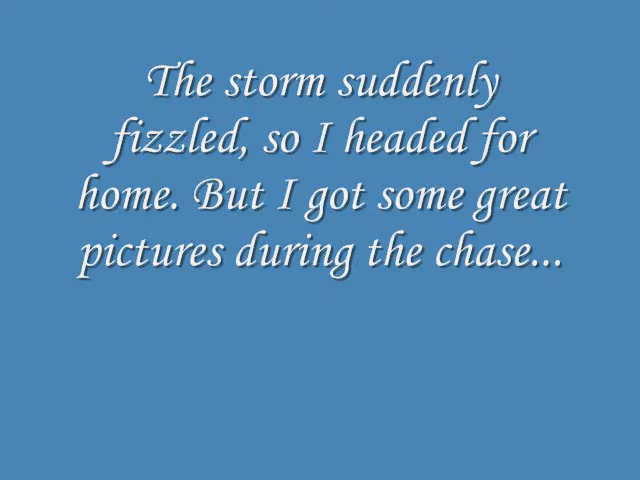 The storm suddenly
fizzled, so I headed for
home. But I got some great
pictures during the chase...